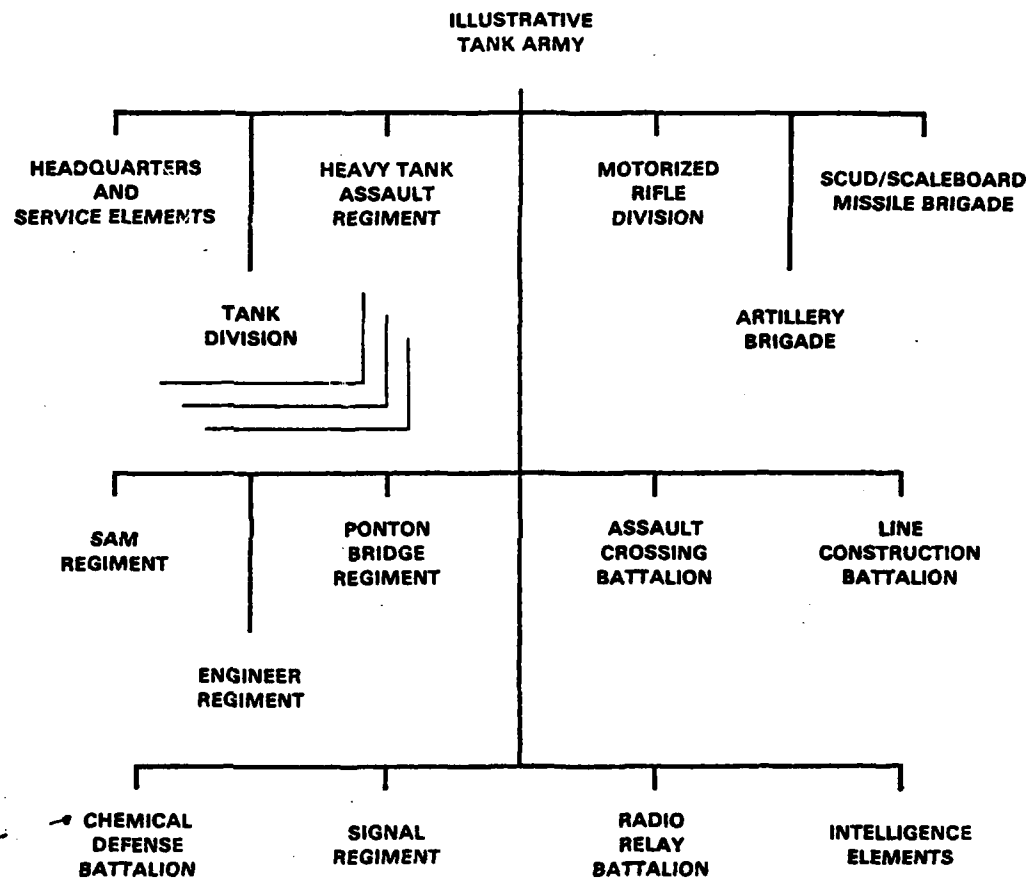 ILLUSTRATIVE
TANK ARMY
HEADQUARTERS
AND
SERVICE ELEMENTS
HEAVY TANK
ASSAULT
REGIMENT
MOTORIZED
RIFLE
DIVISION
SCUD/SCALEBOARD
MISSILE BRIGADE
TANK
DIVISION
ARTILLERY
BRIGADE
SAM
REGIMENT
PONTON
BRIDGE
REGIMENT
ASSAULT
CROSSING
BATTALION
LINE
CONSTRUCTION
BATTALION
ENGINEER
REGIMENT
CHEMICAL
DEFENSE
BATTALION
SIGNAL
REGIMENT
RADIO
RELAY
BATTALION
INTELLIGENCE
ELEMENTS